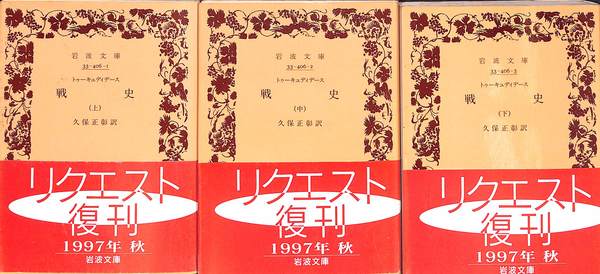 岩波文庫
33-406-1
トゥーキュディデース
戦史
(上)
久保正彰訳
リクエスト
復刊
1997年 秋
岩波文庫
岩波文庫
33-406-2
トゥーキュディデース
戦史
(中)
久保正彰訳
リクエスト
復刊
1997年 秋
岩波文庫
岩波文庫
33-406-3
トゥーキュディデース
戦史
(下)
久保正彰訳
リクエスト
復刊
1997年 秋
岩波文庫